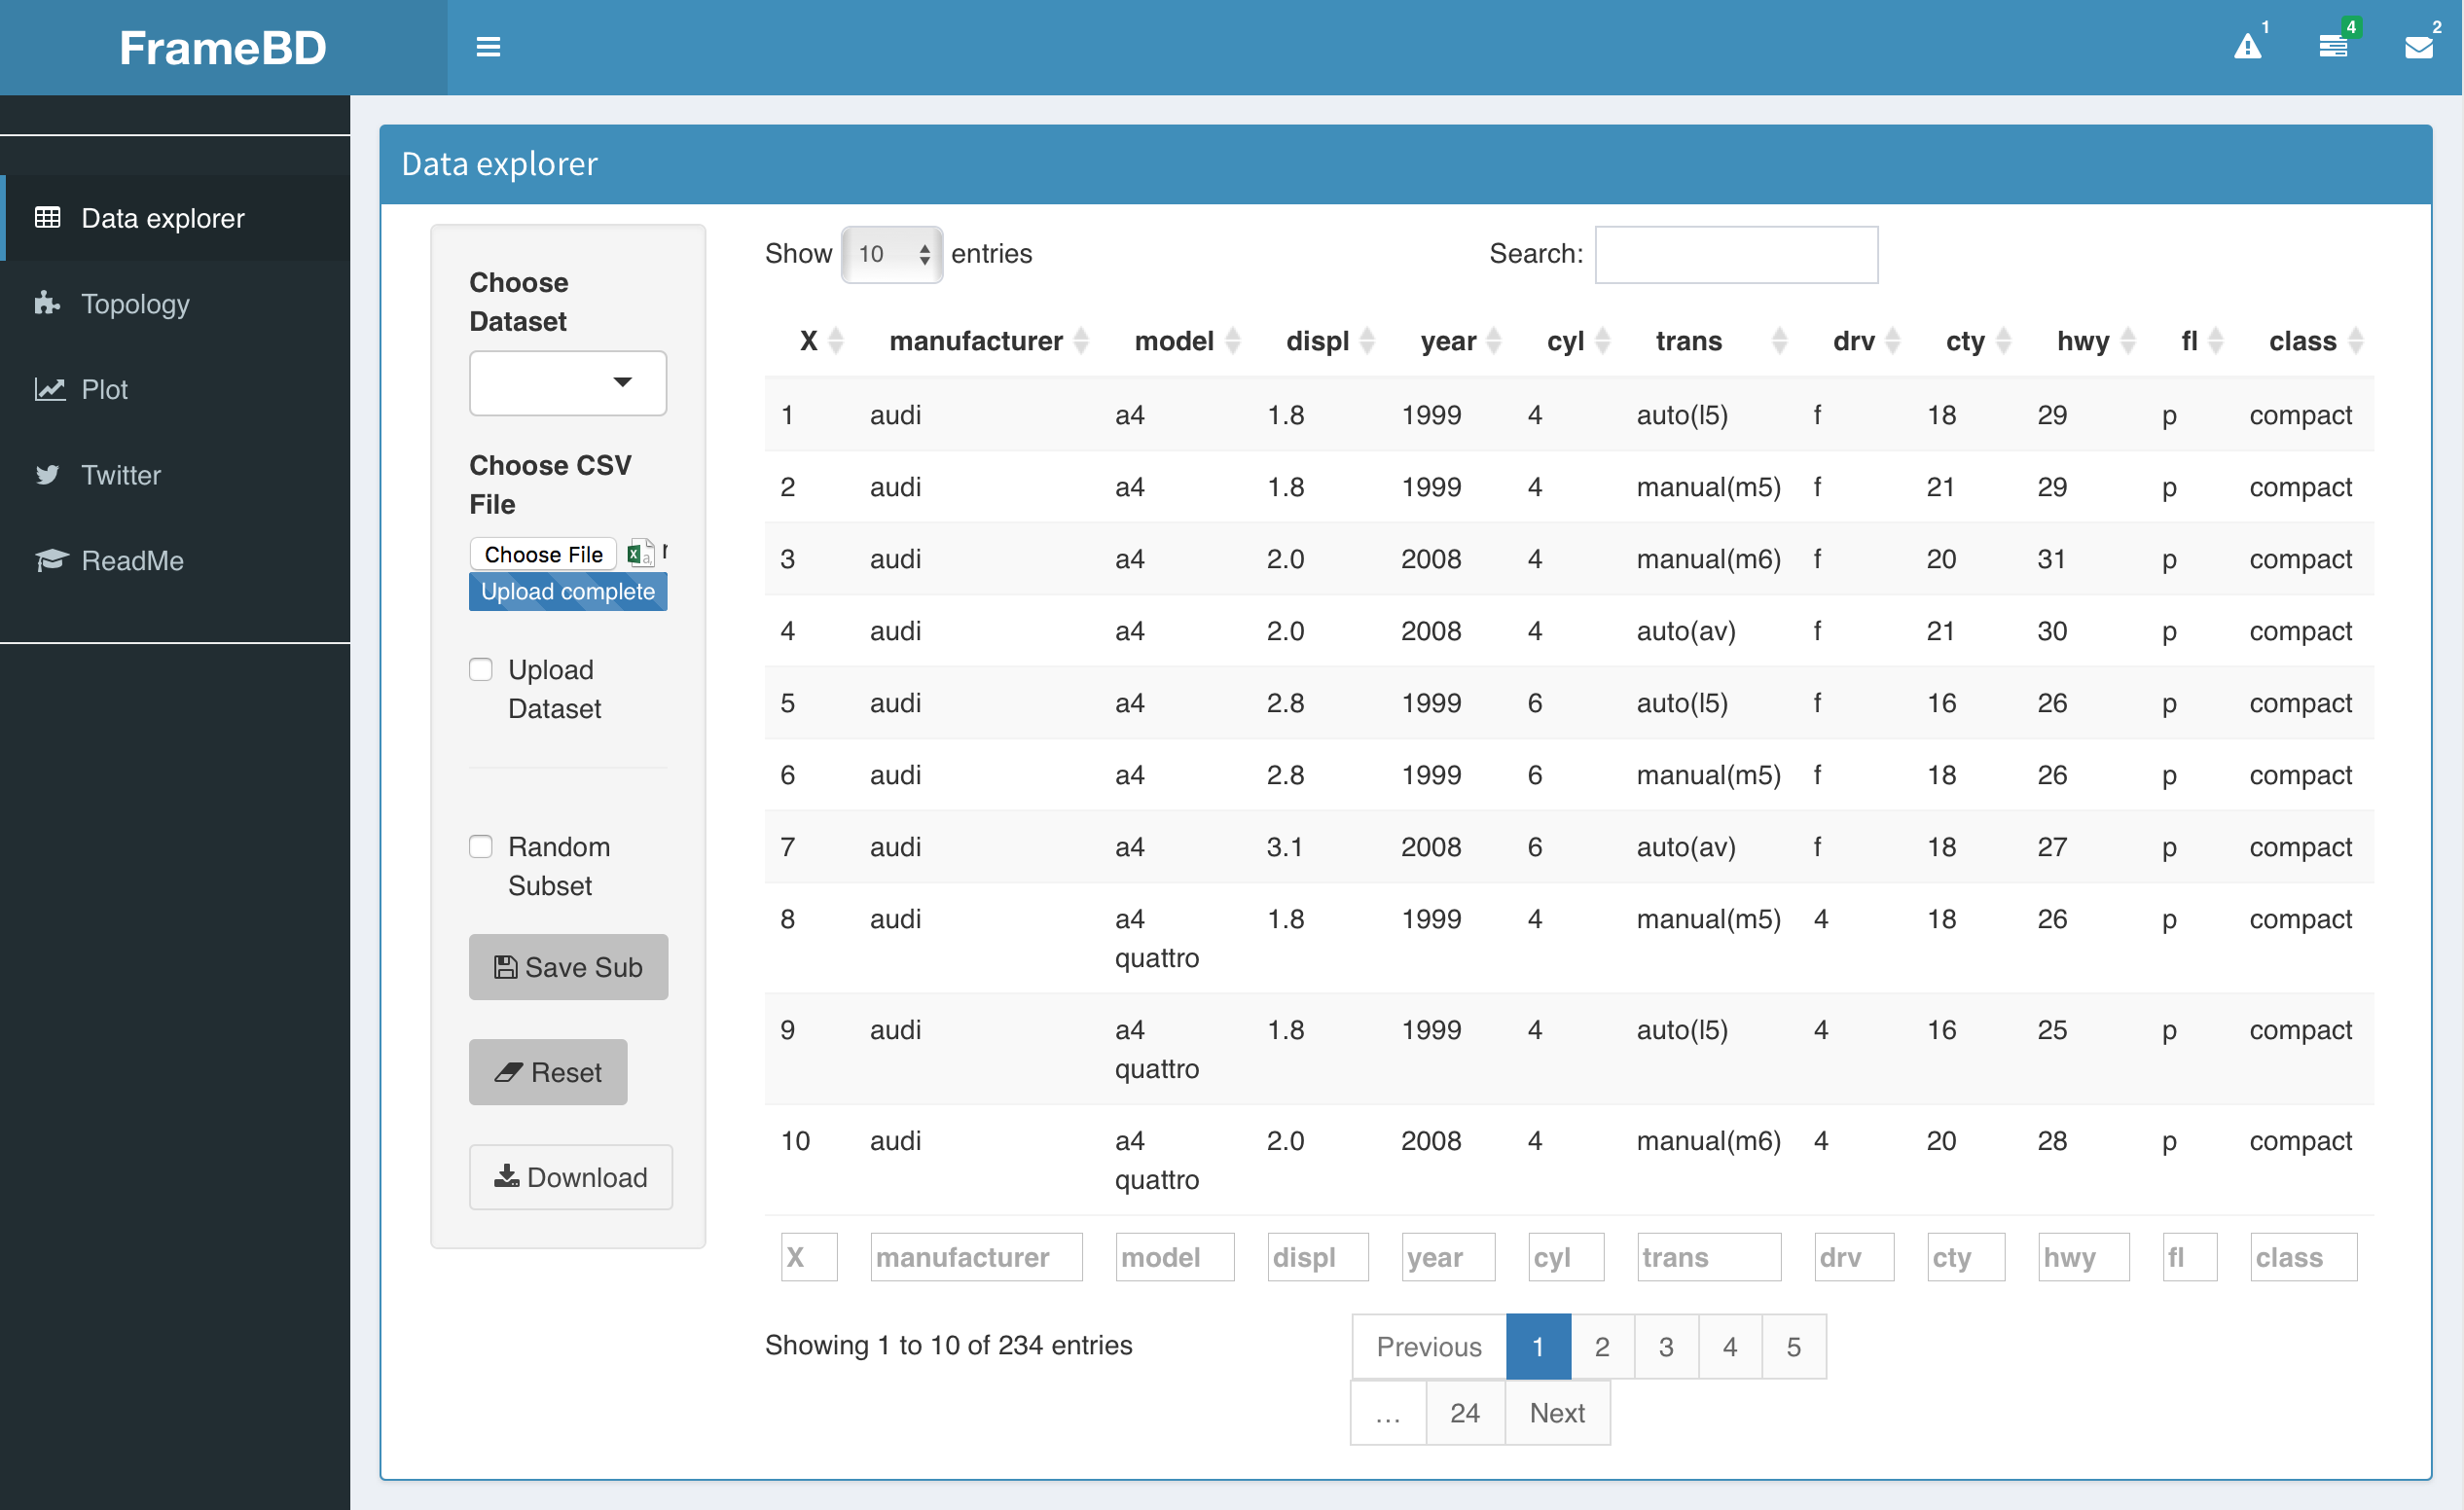 FrameBD
1
4
2
Data explorer
Topology
Plot
Twitter
ReadMe
Data explorer
Choose
Dataset
Choose CSV
File
Choose File
Upload complete
Upload
Dataset
Random
Subset
Save Sub
Reset
Download
Show 10 entries
Search:
X manufacturer model displ year cyl trans drv cty hwy fl class
1 audi a4 1.8 1999 4 auto(l5) f 18 29 p compact
2 audi a4 1.8 1999 4 manual(m5) f 21 29 p compact
3 audi a4 2.0 2008 4 manual(m6) f 20 31 p compact
4 audi a4 2.0 2008 4 auto(av) f 21 30 p compact
5 audi a4 2.8 1999 6 auto(l5) f 16 26 p compact
6 audi a4 2.8 1999 6 manual(m5) f 18 26 p compact
7 audi a4 3.1 2008 6 auto(av) f 18 27 p compact
8 audi a4 1.8 1999 4 manual(m5) 4 18 26 p compact
quattro
9 audi a4 1.8 1999 4 auto(l5) 4 16 25 p compact
quattro
10 audi a4 2.0 2008 4 manual(m6) 4 20 28 p compact
quattro
X manufacturer model displ year cyl trans drv cty hwy fl class
Showing 1 to 10 of 234 entries
Previous 1 2 3 4 5
... 24 Next